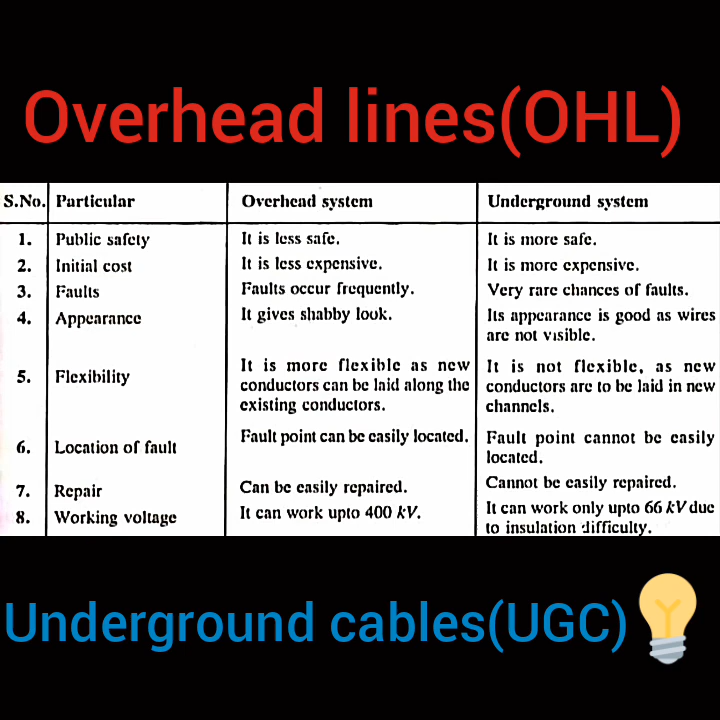 Overhead lines(OHL)
S.No. Particular Overhead system Underground system
1. Public safety It is less safe. It is more safe.
2. Initial cost It is less expensive. It is more expensive.
3. Faults Faults occur frequently. Very rare chances of faults.
4. Appearance It gives shabby look. Its appearance is good as wires
are not visible.
5. Flexibility It is more flexible as new
conductors can be laid along the
existing conductors.
It is not flexible, as new
conductors are to be laid in new
channels.
6. Location of fault Fault point can be easily located. Fault point cannot be easily
located.
7. Repair Can be easily repaired. Cannot be easily repaired.
8. Working voltage It can work upto 400 kV. It can work only upto 66 kV due
to insulation difficulty.
Underground cables(UGC)